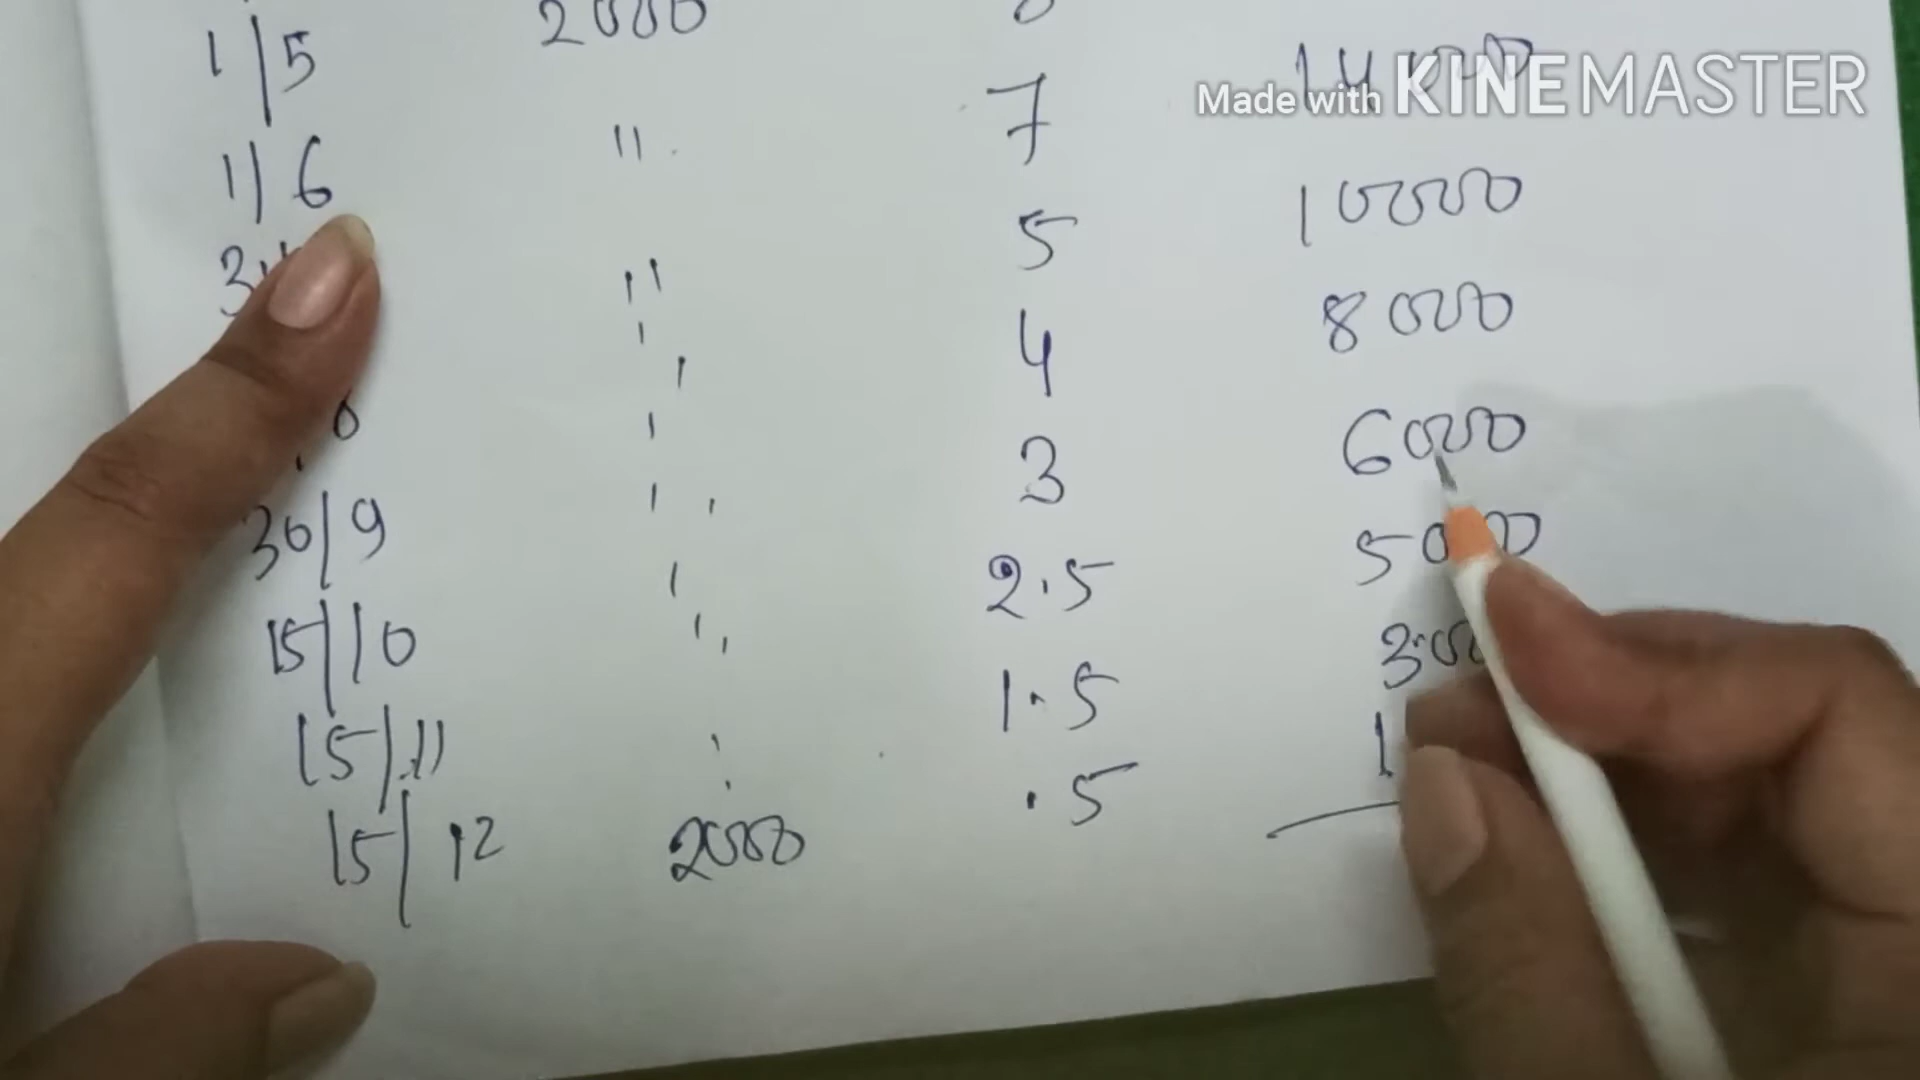 1/5 2000
Made with KINEMASTER
1/6 " 7 14000
" 5 10000
4 8000
3 6000
30/9 2.5 5000
15/10 1.5
15/11 .5
15/12 2000